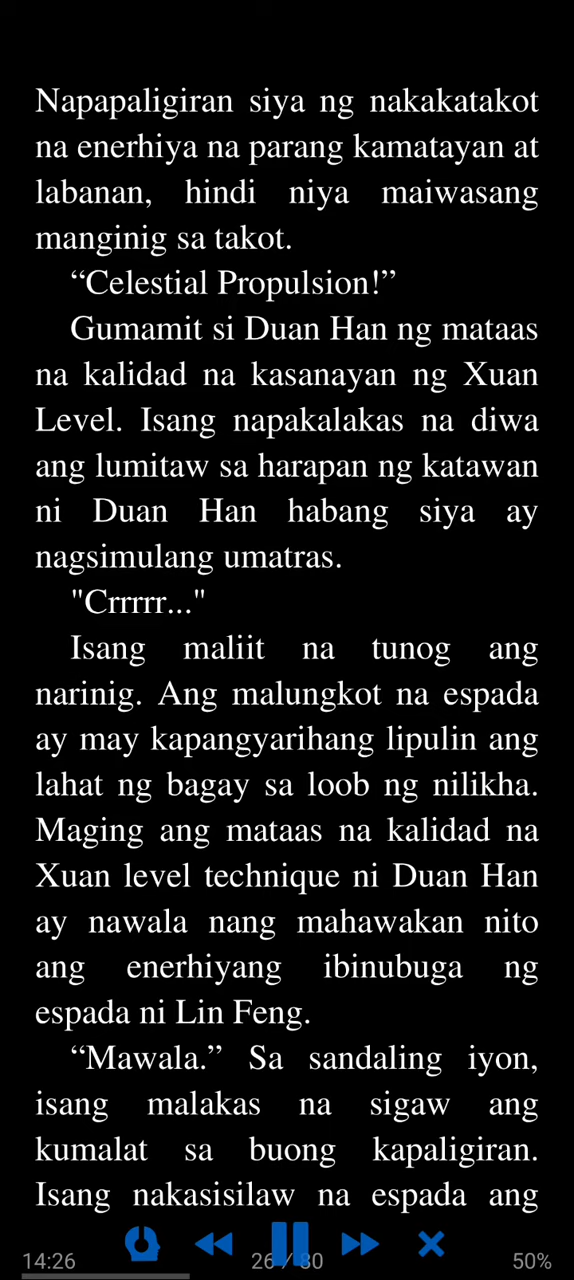 Napapaligiran siya ng nakakatakot
na enerhiya na parang kamatayan at
labanan, hindi niya maiwasang
manginig sa takot.
“Celestial Propulsion!”
Gumamit si Duan Han ng mataas
na kalidad na kasanayan ng Xuan
Level. Isang napakalakas na diwa
ang lumitaw sa harapan ng katawan
ni Duan Han habang siya ay
nagsimulang umatras.
"Crrrrr..."
Isang maliit na tunog ang
narinig. Ang malungkot na espada
ay may kapangyarihang lipulin ang
lahat ng bagay sa loob ng nilikha.
Maging ang mataas na kalidad na
Xuan level technique ni Duan Han
ay nawala nang mahawakan nito
ang enerhiyang ibinubuga ng
espada ni Lin Feng.
“Mawala.” Sa sandaling iyon,
isang malakas na sigaw ang
kumalat sa buong kapaligiran.
Isang nakasisilaw na espada ang
14:26 26 / 80 50%